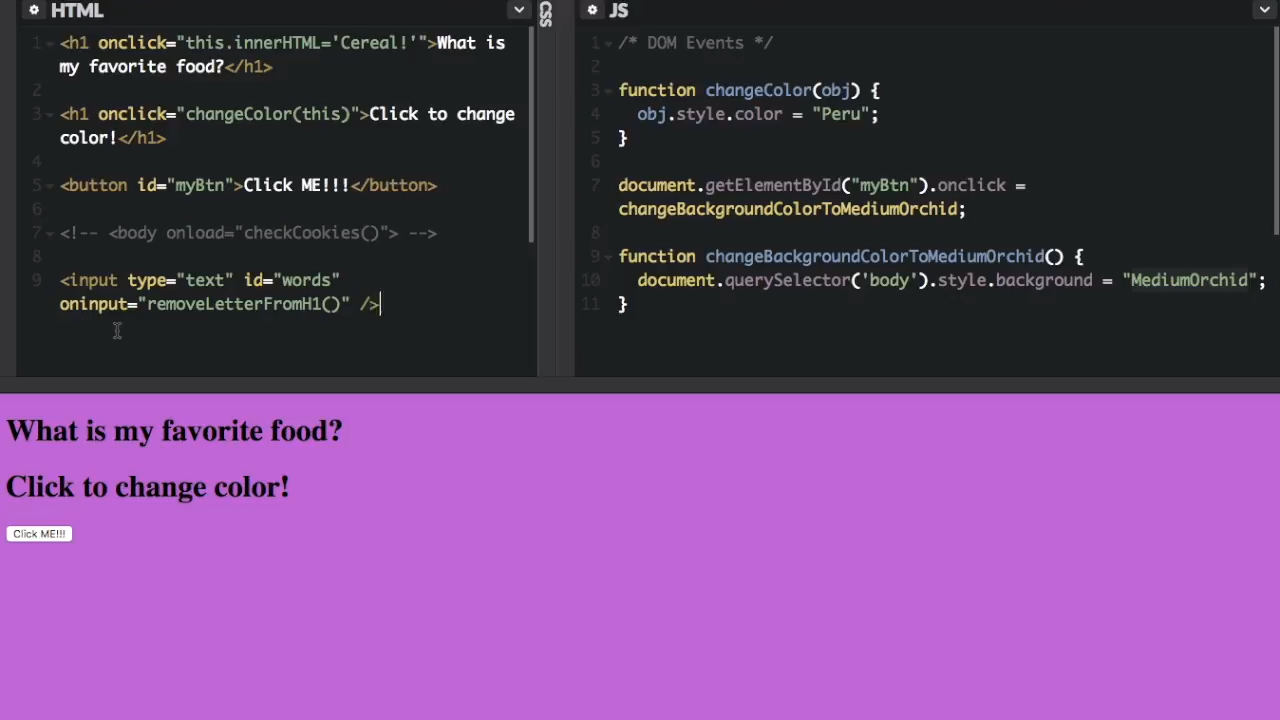 HTML
1 <h1 onclick="this.innerHTML='Cereal!'">What is
my favorite food?</h1>
2
3 <h1 onclick="changeColor(this)">Click to change
color!</h1>
4
5 <button id="myBtn">Click ME!!!</button>
6
7 <!-- <body onload="checkCookies()"> -->
8
9 <input type="text" id="words"
oninput="removeLetterFromH1()" />
CSS
JS
1 /* DOM Events */
2
3 function changeColor(obj) {
4 obj.style.color = "Peru";
5 }
6
7 document.getElementById("myBtn").onclick =
changeBackgroundColorToMediumOrchid;
8
9 function changeBackgroundColorToMediumOrchid() {
10 document.querySelector('body').style.background = "MediumOrchid";
11 }
What is my favorite food?
Click to change color!
Click ME!!!